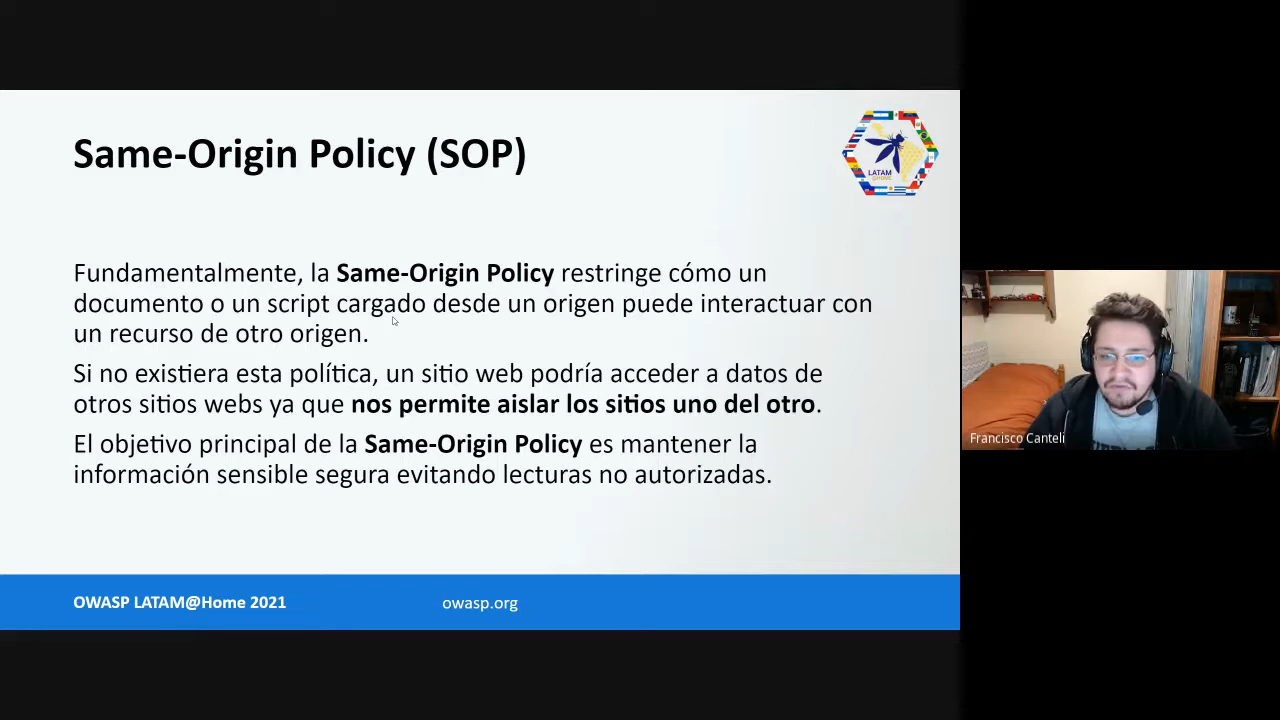 Same-Origin Policy (SOP)
LATAM
@HOME
Fundamentalmente, la Same-Origin Policy restringe cómo un
documento o un script cargado desde un origen puede interactuar con
un recurso de otro origen.
Si no existiera esta política, un sitio web podría acceder a datos de
otros sitios webs ya que nos permite aislar los sitios uno del otro.
El objetivo principal de la Same-Origin Policy es mantener la
información sensible segura evitando lecturas no autorizadas.
Francisco Canteli
OWASP LATAM@Home 2021
owasp.org